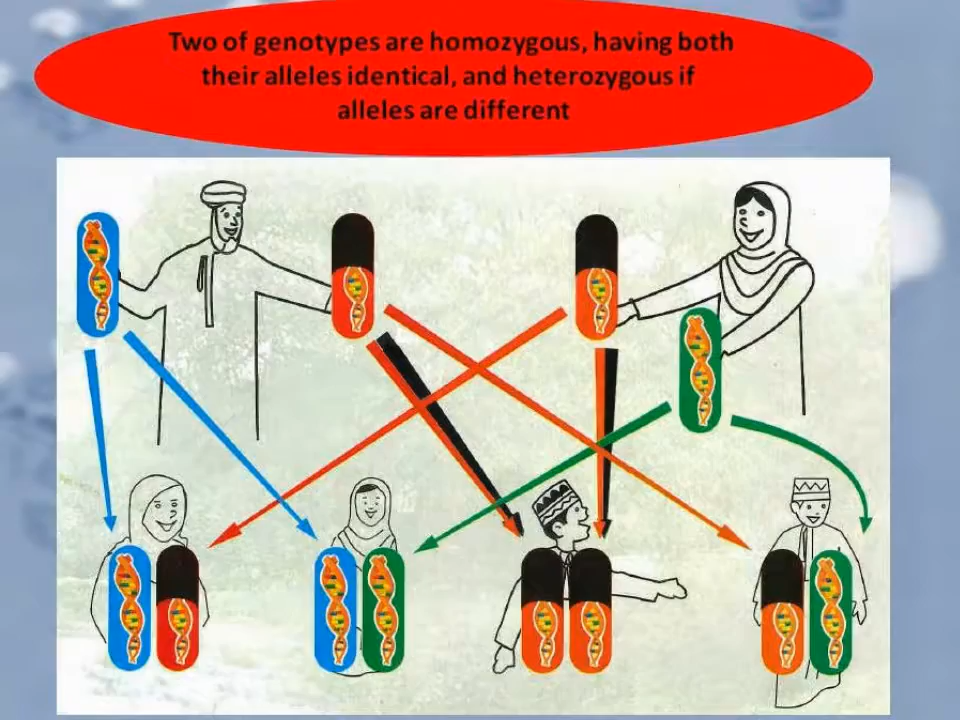 Two of genotypes are homozygous, having both
their alleles identical, and heterozygous if
alleles are different